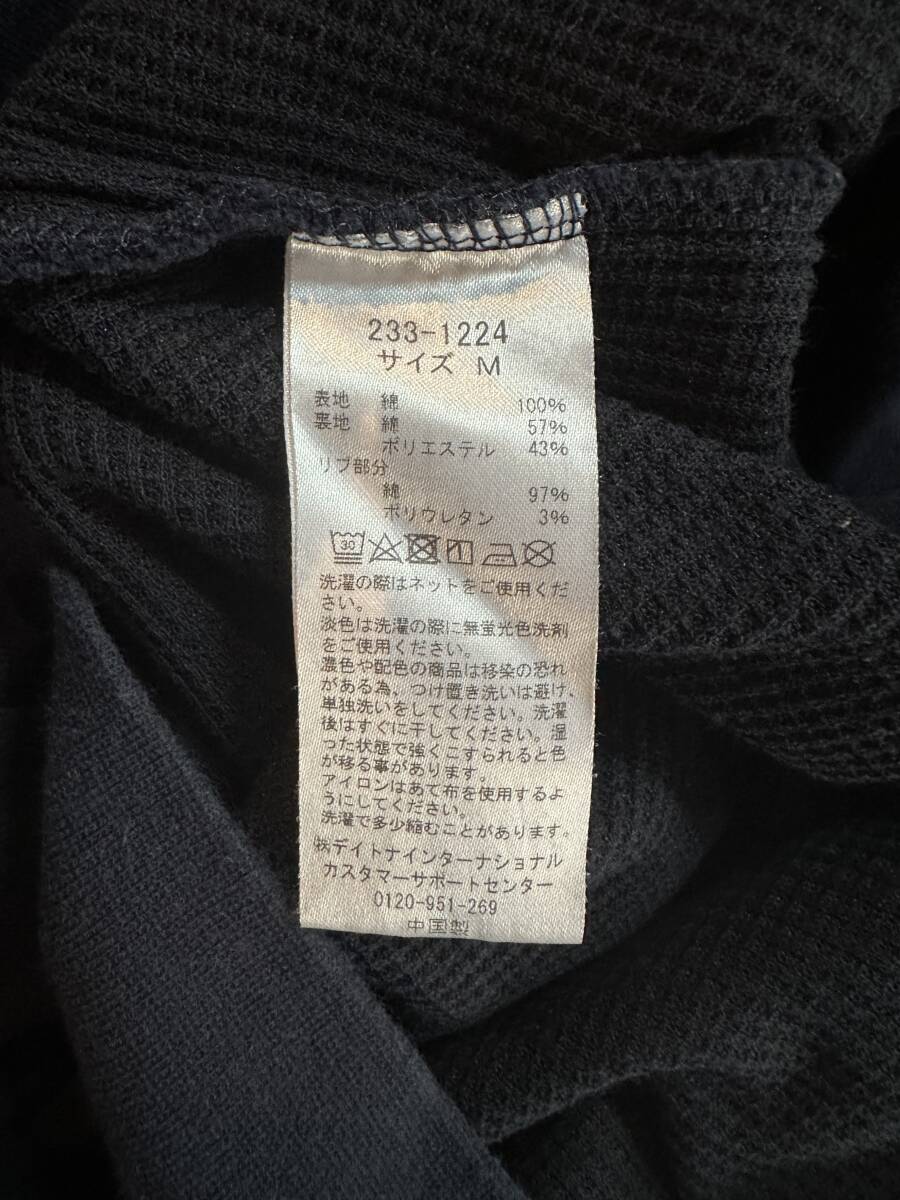 233-1224
サイズ M
表地 綿 100%
裏地 綿 57%
ポリエステル 43%
リブ部分
綿 97%
ポリウレタン 3%
30
洗濯の際はネットをご使用くだ
さい。
淡色は洗濯の際に無蛍光色洗剤
をご使用ください。
濃色や配色の商品は移染の恐れ
がある為、つけ置き洗いは避け、
単独洗いをしてください。洗濯
後はすぐに干してください。湿
った状態で強くこすられると色
が移る事があります。
アイロンはあて布を使用するよ
うにしてください。
洗濯で多少縮むことがあります。
㈱デイトナインターナショナル
カスタマーサポートセンター
0120-951-269
中国製